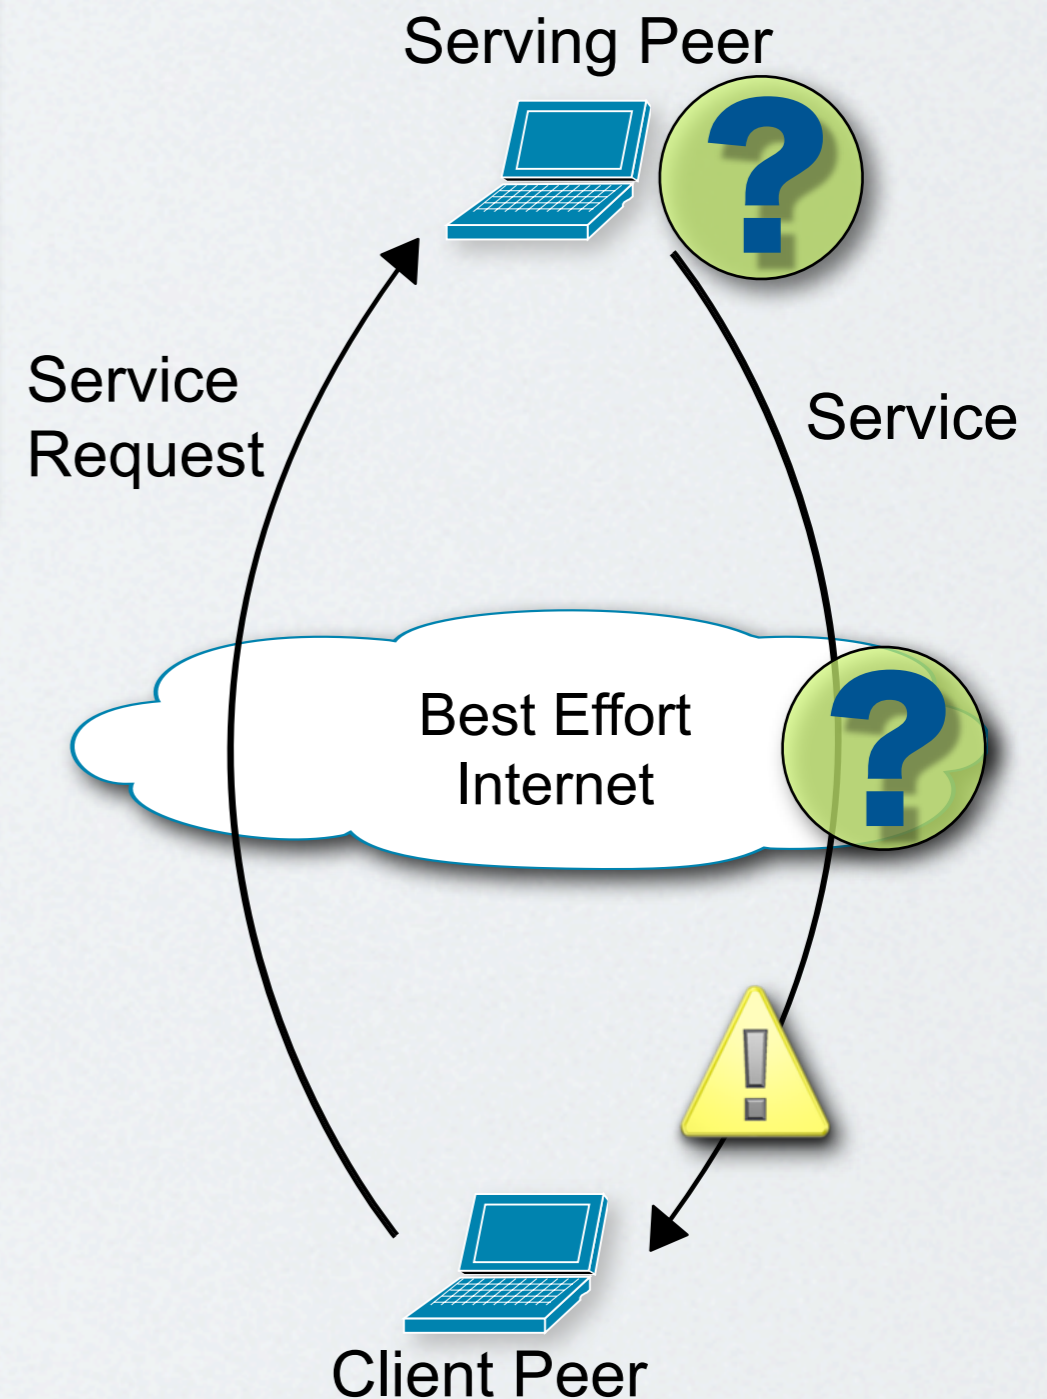 Serving Peer
?
Service
Request
Service
Best Effort
Internet
?
!
Client Peer